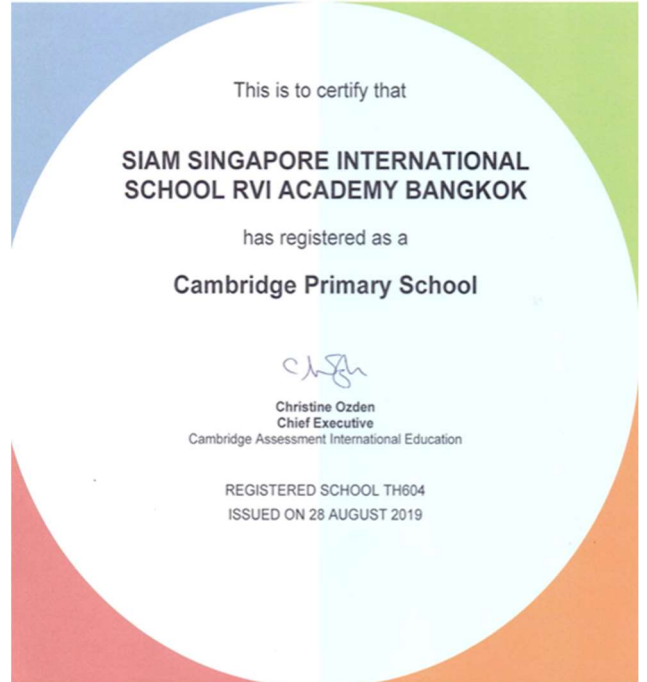 This is to certify that
SIAM SINGAPORE INTERNATIONAL
SCHOOL RVI ACADEMY BANGKOK
has registered as a
Cambridge Primary School
Christine Ozden
Chief Executive
Cambridge Assessment International Education
REGISTERED SCHOOL TH604
ISSUED ON 28 AUGUST 2019